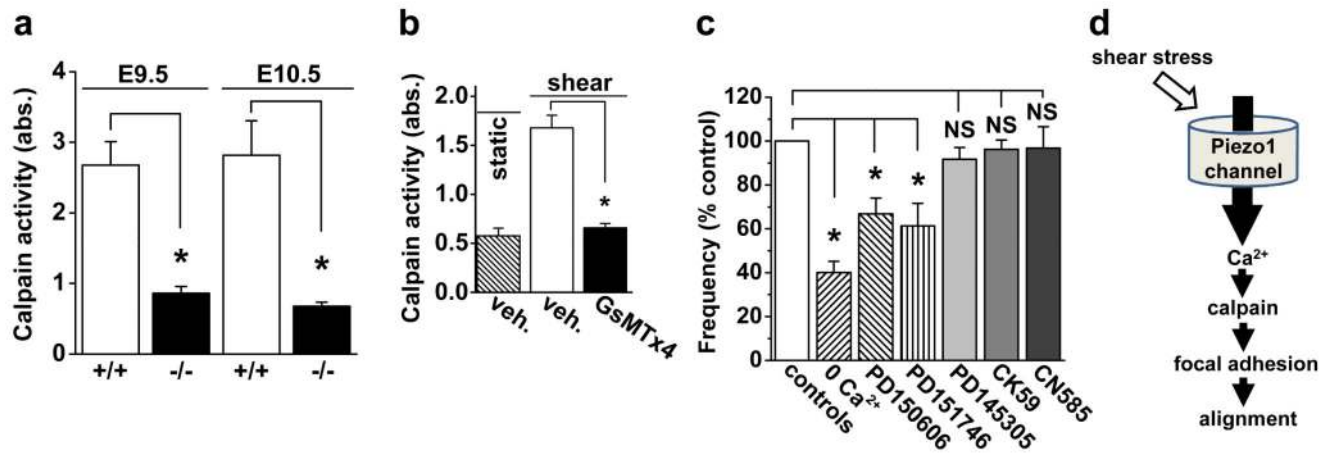 a
E9.5 E10.5
Calpain activity (abs.)
4
3
2
1
0
*
*
+/+ -/- +/+ -/-
b
Calpain activity (abs.)
shear
static
2.0
1.5
1.0
0.5
0.0
*
veh. veh. GsMTx4
c
Frequency (% control)
120
100
80
60
40
20
0
NS NS NS
* * *
controls
0 Ca²⁺
PD150606
PD151746
PD145305
CK59
CN585
d
shear stress
Piezo1
channel
Ca²⁺
calpain
focal adhesion
alignment